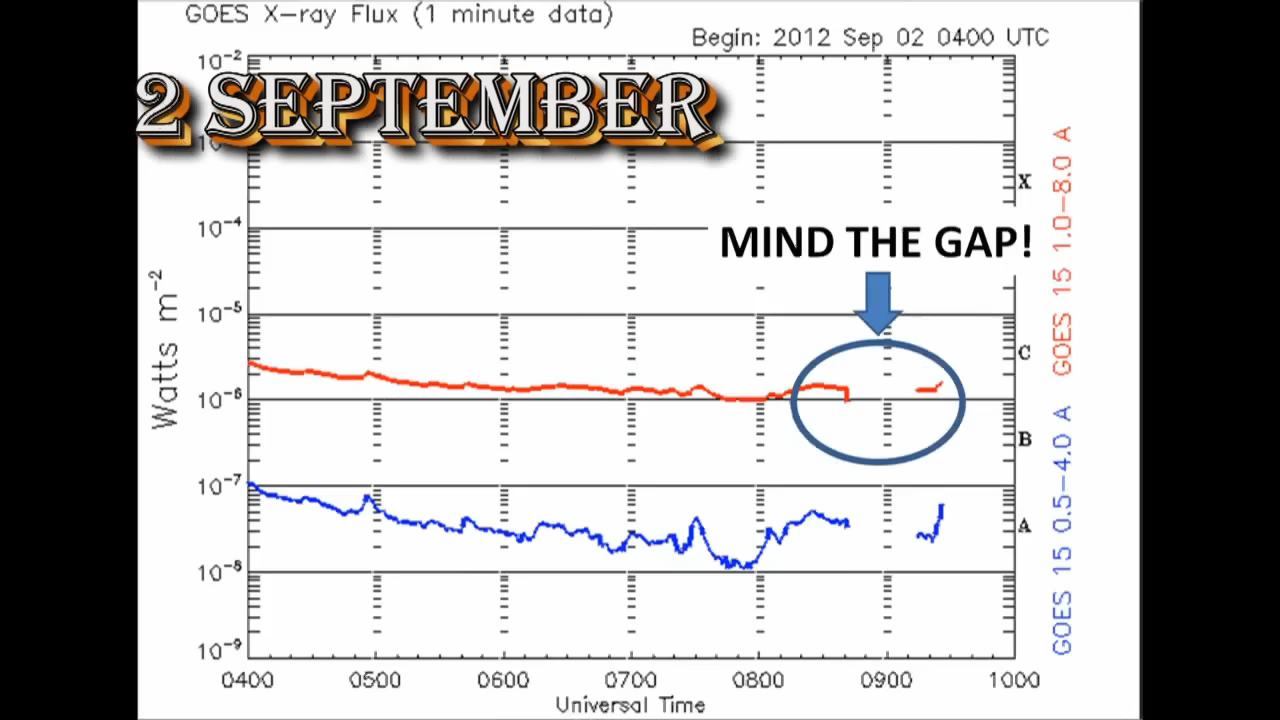 GOES X-ray Flux (1 minute data)
Begin: 2012 Sep 02 0400 UTC
2 SEPTEMBER
MIND THE GAP!
Watts m-2
10-2
10-4
10-5
10-6
10-7
10-8
10-9
X
C
B
A
GOES 15 1.0-8.0 A
GOES 15 0.5-4.0 A
0400 0500 0600 0700 0800 0900 1000
Universal Time